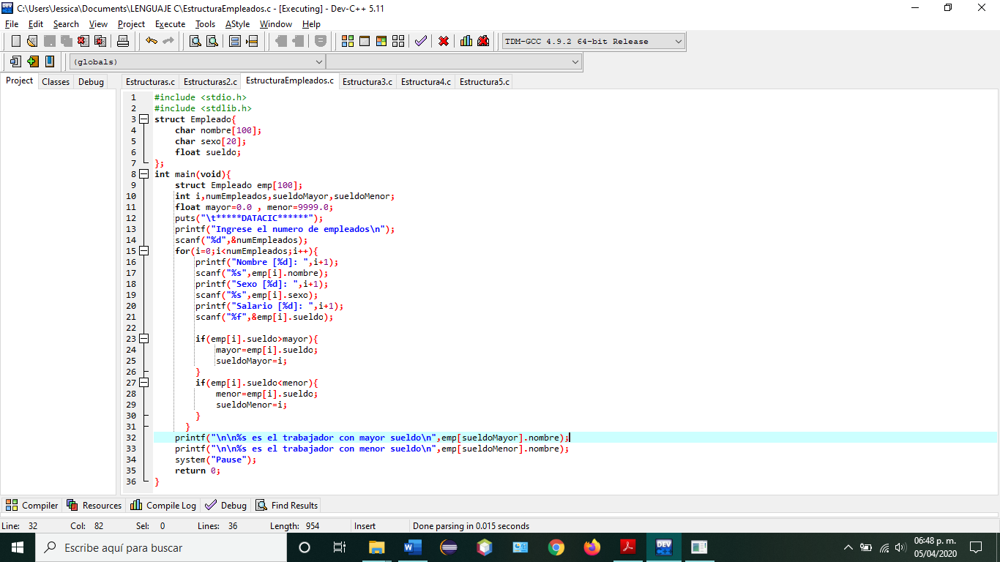 C:\Users\Jessica\Documents\LENGUAJE C\EstructuraEmpleados.c - [Executing] - Dev-C++ 5.11
File Edit Search View Project Execute Tools AStyle Window Help
TDM-GCC 4.9.2 64-bit Release
(globals)
Project Classes Debug
Estructuras.c Estructuras2.c EstructuraEmpleados.c Estructura3.c Estructura4.c Estructura5.c
1 #include <stdio.h>
2 #include <stdlib.h>
3 struct Empleado{
4 char nombre[100];
5 char sexo[20];
6 float sueldo;
7 };
8 int main(void){
9 struct Empleado emp[100];
10 int i,numEmpleados,sueldoMayor,sueldoMenor;
11 float mayor=0.0 , menor=9999.0;
12 puts("\t*****DATACIC******");
13 printf("Ingrese el numero de empleados\n");
14 scanf("%d",&numEmpleados);
15 for(i=0;i<numEmpleados;i++){
16 printf("Nombre [%d]: ",i+1);
17 scanf("%s",emp[i].nombre);
18 printf("Sexo [%d]: ",i+1);
19 scanf("%s",emp[i].sexo);
20 printf("Salario [%d]: ",i+1);
21 scanf("%f",&emp[i].sueldo);
22
23 if(emp[i].sueldo>mayor){
24 mayor=emp[i].sueldo;
25 sueldoMayor=i;
26 }
27 if(emp[i].sueldo<menor){
28 menor=emp[i].sueldo;
29 sueldoMenor=i;
30 }
31 }
32 printf("\n\n%s es el trabajador con mayor sueldo\n",emp[sueldoMayor].nombre);
33 printf("\n\n%s es el trabajador con menor sueldo\n",emp[sueldoMenor].nombre);
34 system("Pause");
35 return 0;
36 }
Compiler Resources Compile Log Debug Find Results
Line: 32 Col: 82 Sel: 0 Lines: 36 Length: 954 Insert Done parsing in 0.015 seconds
Escribe aquí para buscar
06:48 p. m.
05/04/2020